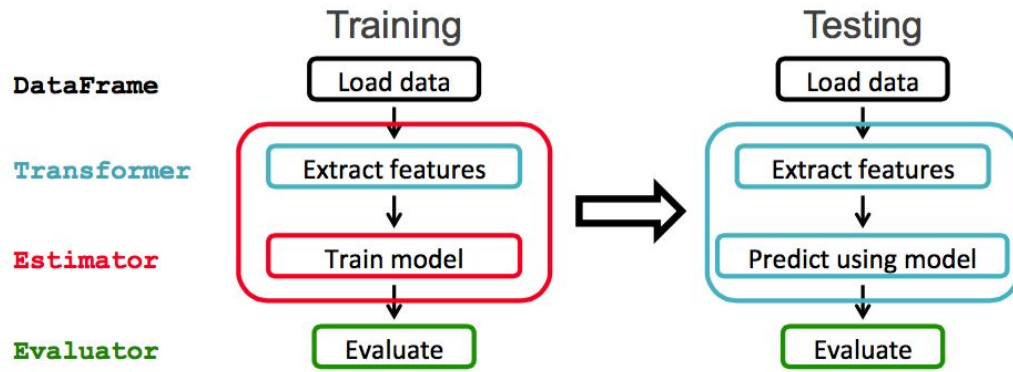 Training Testing
DataFrame Load data Load data
Transformer Extract features Extract features
Estimator Train model Predict using model
Evaluator Evaluate Evaluate